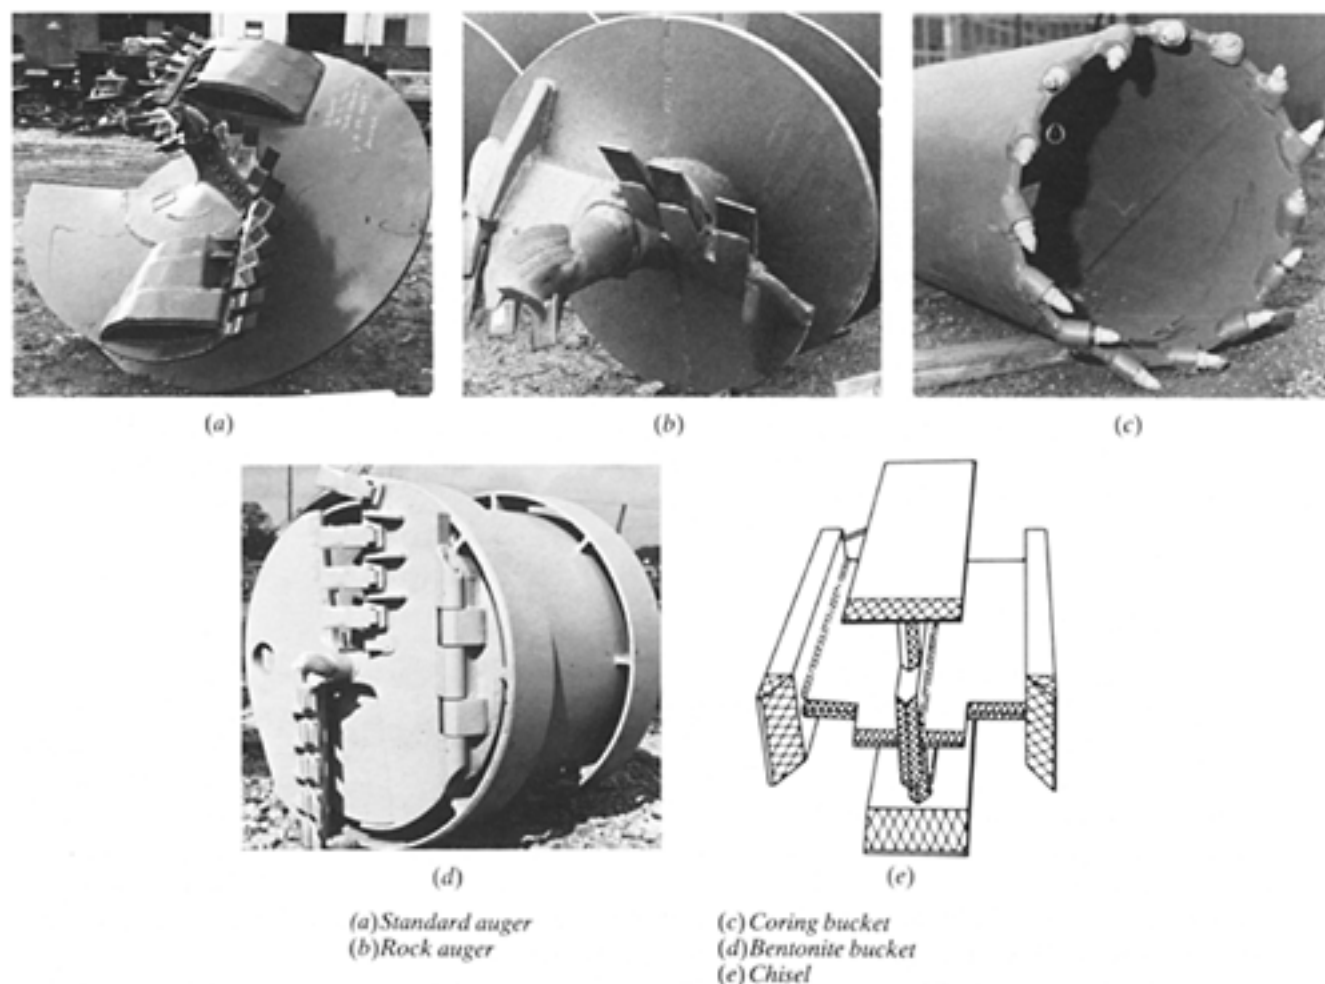 (a)
(b)
(c)
(d)
(e)
(a) Standard auger
(b) Rock auger
(c) Coring bucket
(d) Bentonite bucket
(e) Chisel